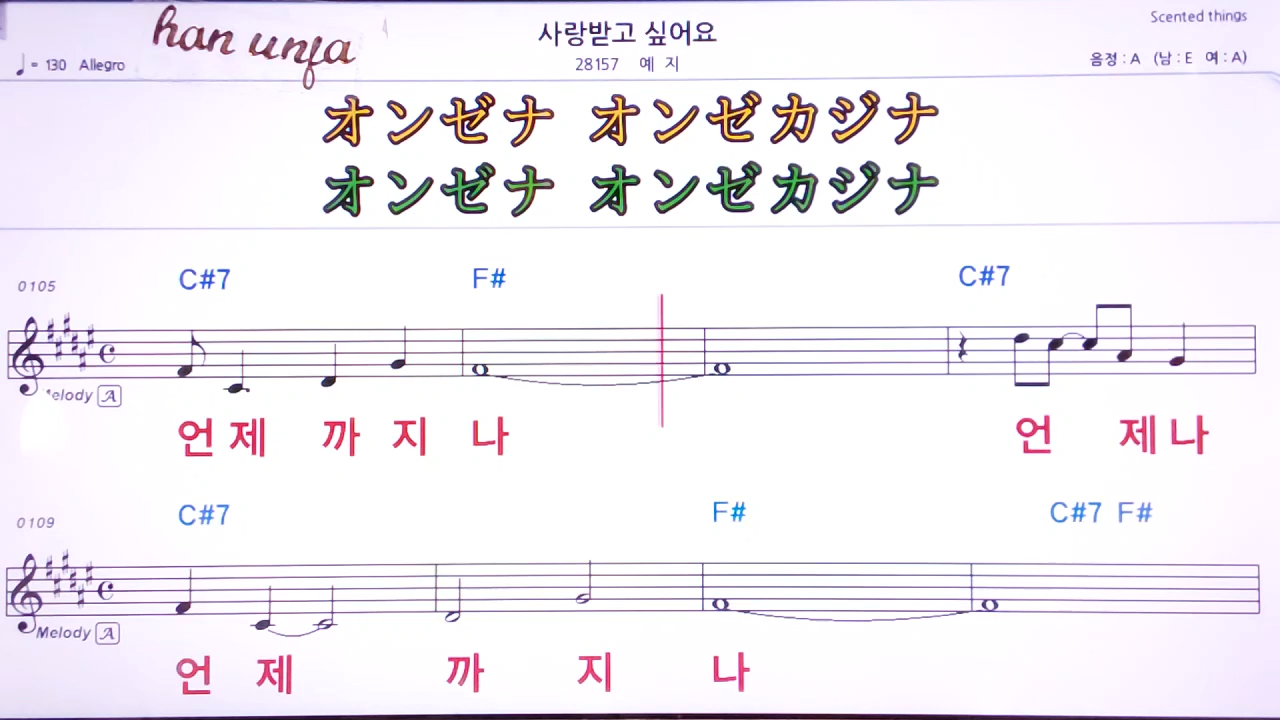 han unfa
사랑받고 싶어요
Scented things
♩= 130 Allegro
28157 예 지
음정 : A (남 : E 여 : A)
オンゼナ オンゼカジナ
オンゼナ オンゼカジナ
0105
C#7 F# C#7
Melody A
언 제 까 지 나 언 제 나
0109
C#7 F# C#7 F#
Melody A
언 제 까 지 나